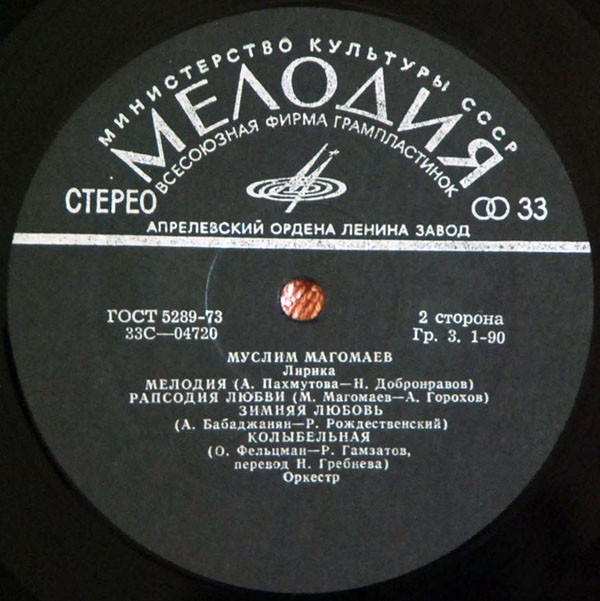 МИНИСТЕРСТВО КУЛЬТУРЫ СССР
МЕЛОДИЯ
ВСЕСОЮЗНАЯ ФИРМА ГРАМПЛАСТИНОК
СТЕРЕО
33
АПРЕЛЕВСКИЙ ОРДЕНА ЛЕНИНА ЗАВОД
ГОСТ 5289-73
33С—04720
2 сторона
Гр. 3. 1-90
МУСЛИМ МАГОМАЕВ
Лирика
МЕЛОДИЯ (А. Пахмутова—Н. Добронравов)
РАПСОДИЯ ЛЮБВИ (М. Магомаев—А. Горохов)
ЗИМНЯЯ ЛЮБОВЬ
(А. Бабаджанян—Р. Рождественский)
КОЛЫБЕЛЬНАЯ
(О. Фельцман—Р. Гамзатов,
перевод Н. Гребнева)
Оркестр